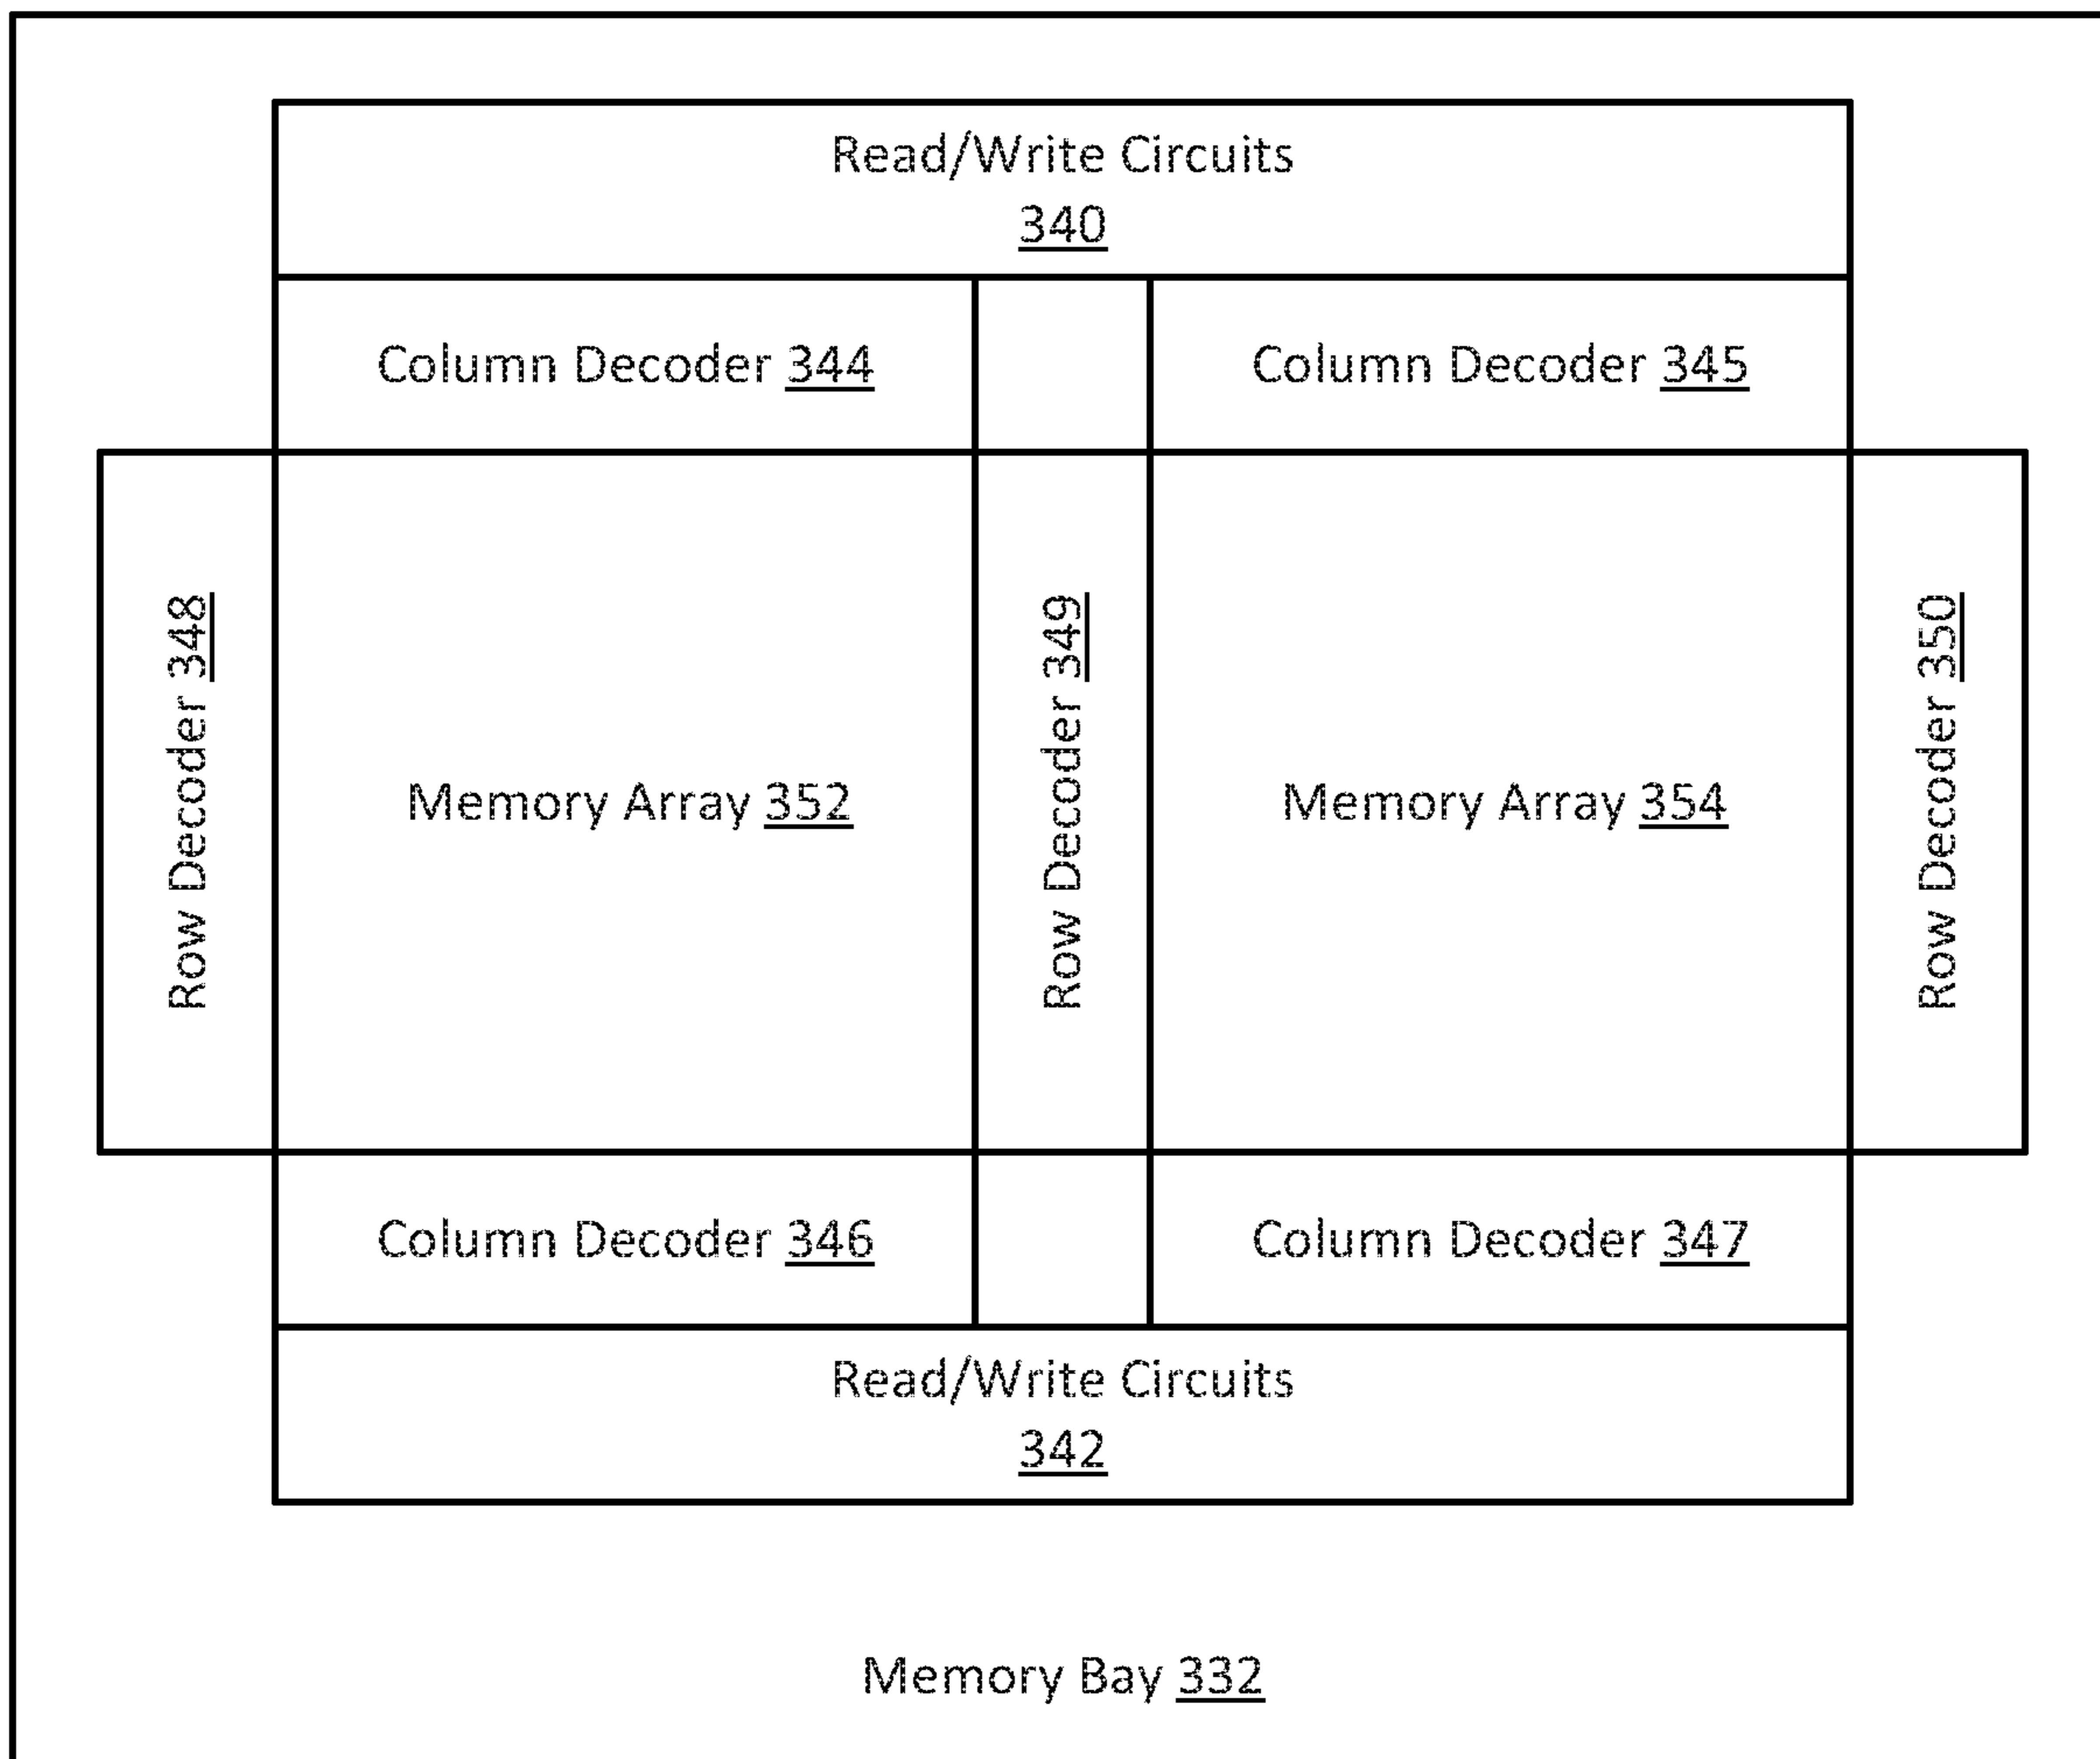 Read/Write Circuits
340
Column Decoder 344
Column Decoder 345
Row Decoder 348
Memory Array 352
Row Decoder 349
Memory Array 354
Row Decoder 350
Column Decoder 346
Column Decoder 347
Read/Write Circuits
342
Memory Bay 332